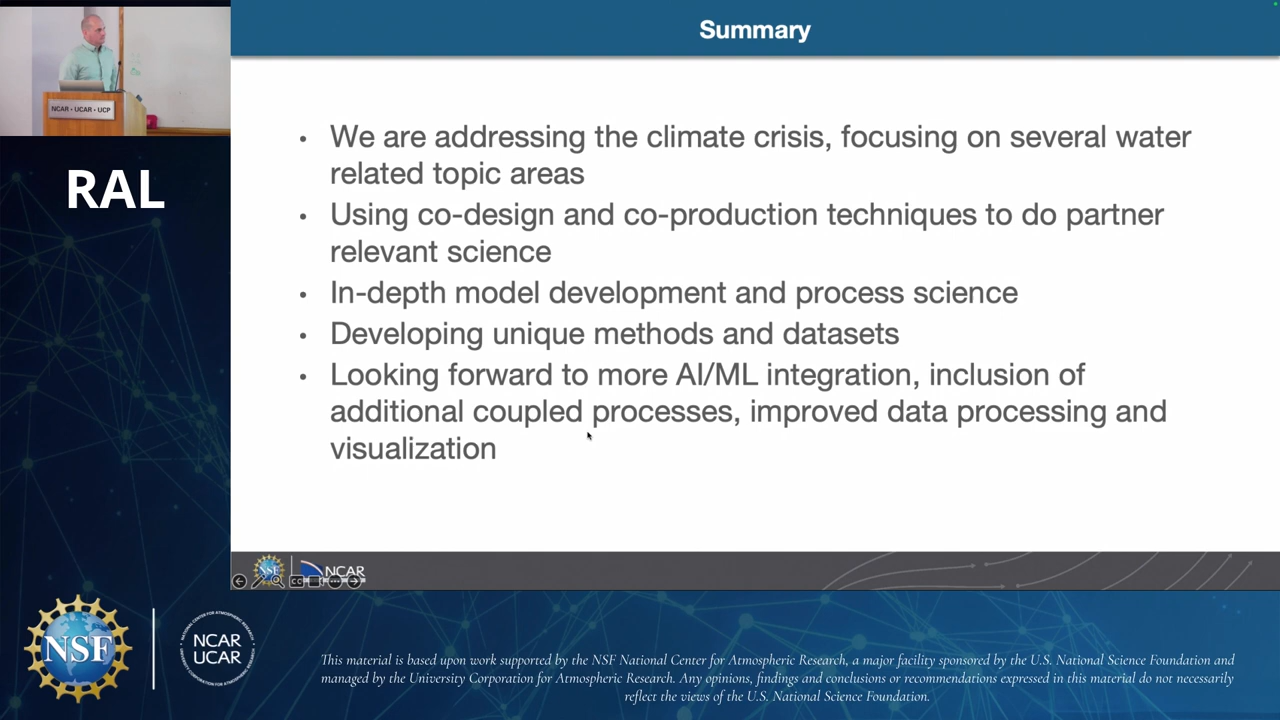 Summary
NCAR • UCAR • UCP
RAL
• We are addressing the climate crisis, focusing on several water
related topic areas
• Using co-design and co-production techniques to do partner
relevant science
• In-depth model development and process science
• Developing unique methods and datasets
• Looking forward to more AI/ML integration, inclusion of
additional coupled processes, improved data processing and
visualization
NSF
NCAR
NSF
NCAR
UCAR
This material is based upon work supported by the NSF National Center for Atmospheric Research, a major facility sponsored by the U.S. National Science Foundation and
managed by the University Corporation for Atmospheric Research. Any opinions, findings and conclusions or recommendations expressed in this material do not necessarily
reflect the views of the U.S. National Science Foundation.